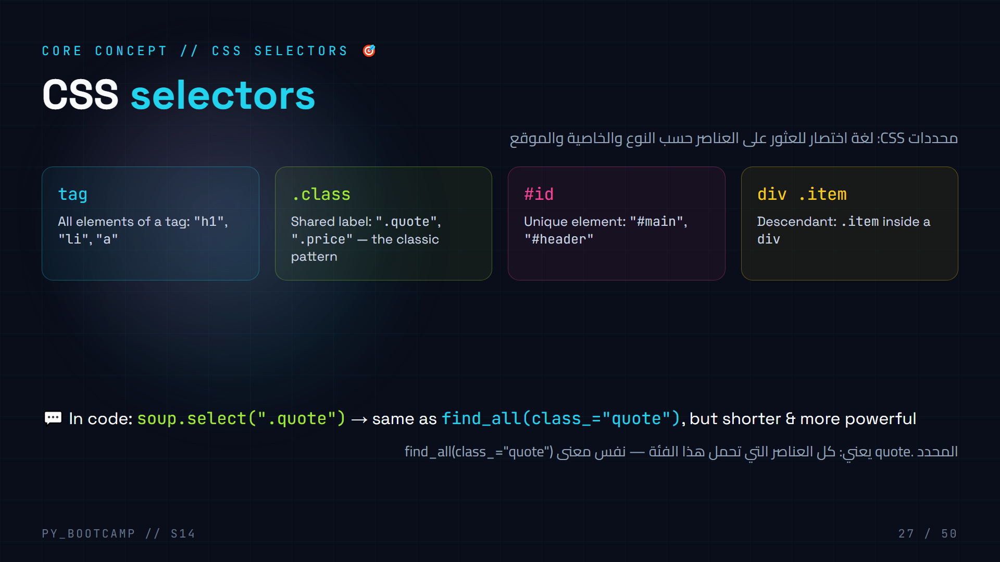 CORE CONCEPT // CSS SELECTORS 🎯
CSS selectors
محددات CSS: لغة اختصار للعثور على العناصر حسب النوع والخاصية والموقع
tag
All elements of a tag: "h1",
"li", "a"
.class
Shared label: ".quote",
".price" — the classic
pattern
#id
Unique element: "#main",
"#header"
div .item
Descendant: .item inside a
div
💬 In code: soup.select(".quote") → same as find_all(class_="quote"), but shorter & more powerful
المحدد .quote يعني: كل العناصر التي تحمل هذا الفئة — نفس معنى find_all(class_="quote")
PY_BOOTCAMP // S14
27 / 50